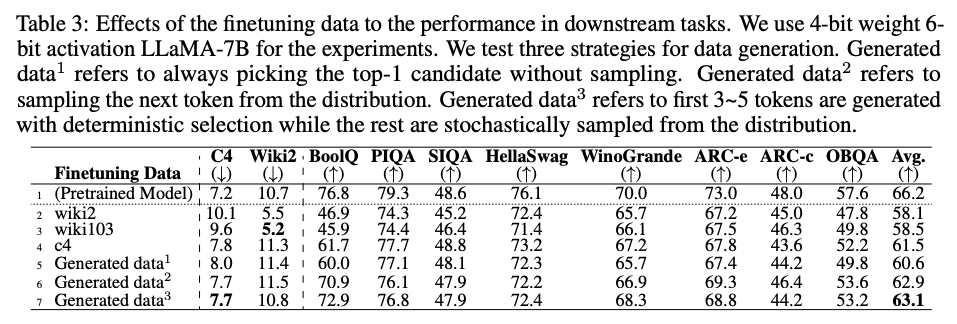 Table 3: Effects of the finetuning data to the performance in downstream tasks. We use 4-bit weight 6-
bit activation LLaMA-7B for the experiments. We test three strategies for data generation. Generated
data¹ refers to always picking the top-1 candidate without sampling. Generated data² refers to
sampling the next token from the distribution. Generated data³ refers to first 3~5 tokens are generated
with deterministic selection while the rest are stochastically sampled from the distribution.
C4 Wiki2 BoolQ PIQA SIQA HellaSwag WinoGrande ARC-e ARC-c OBQA Avg.
Finetuning Data (↓) (↓) (↑) (↑) (↑) (↑) (↑) (↑) (↑) (↑) (↑)
1 (Pretrained Model) 7.2 10.7 76.8 79.3 48.6 76.1 70.0 73.0 48.0 57.6 66.2
2 wiki2 10.1 5.5 46.9 74.3 45.2 72.4 65.7 67.2 45.0 47.8 58.1
3 wiki103 9.6 5.2 45.9 74.4 46.4 71.4 66.1 67.5 46.3 49.8 58.5
4 c4 7.8 11.3 61.7 77.7 48.8 73.2 67.2 67.8 43.6 52.2 61.5
5 Generated data¹ 8.0 11.4 60.0 77.1 48.1 72.3 65.7 67.4 44.2 49.8 60.6
6 Generated data² 7.7 11.5 70.9 76.1 47.9 72.2 66.9 69.3 46.4 53.6 62.9
7 Generated data³ 7.7 10.8 72.9 76.8 47.9 72.4 68.3 68.8 44.2 53.2 63.1